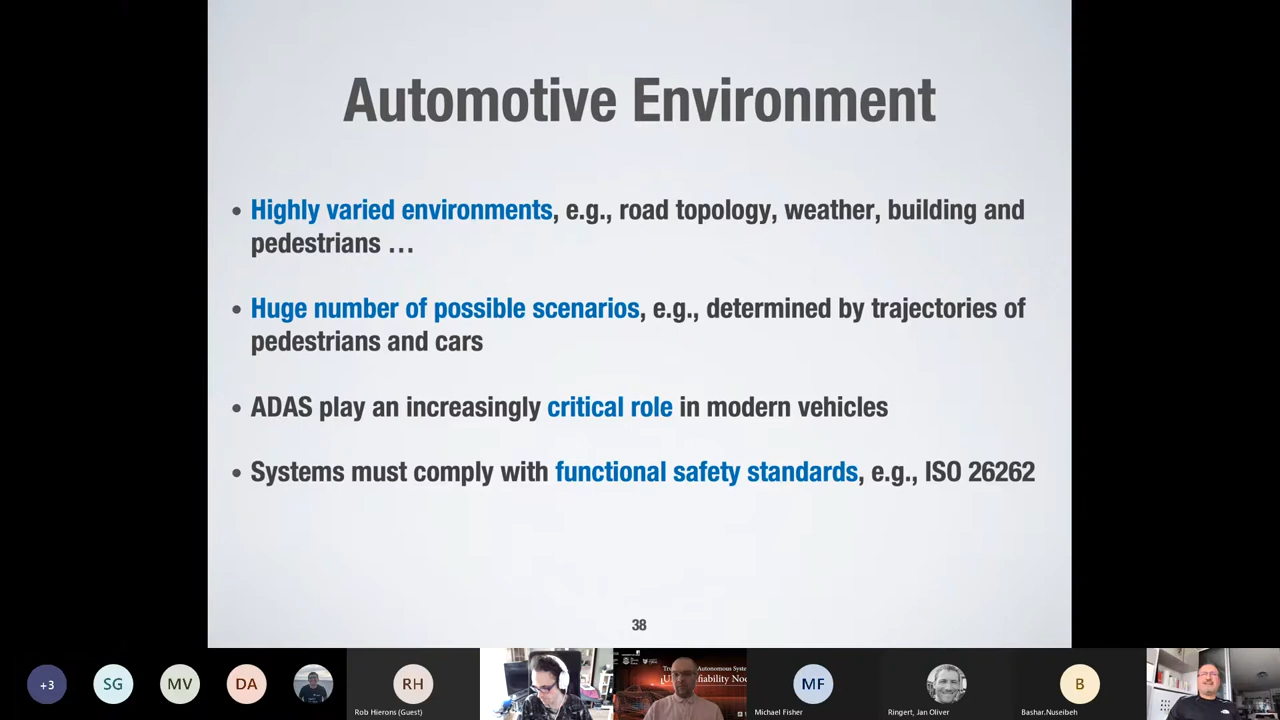 Automotive Environment
• Highly varied environments, e.g., road topology, weather, building and
pedestrians …
• Huge number of possible scenarios, e.g., determined by trajectories of
pedestrians and cars
• ADAS play an increasingly critical role in modern vehicles
• Systems must comply with functional safety standards, e.g., ISO 26262
38
+3
SG
MV
DA
RH
Rob Hierons (Guest)
Autonomous Syste
MF
Michael Fisher
Ringert, Jan Oliver
B
Bashar.Nuseibeh